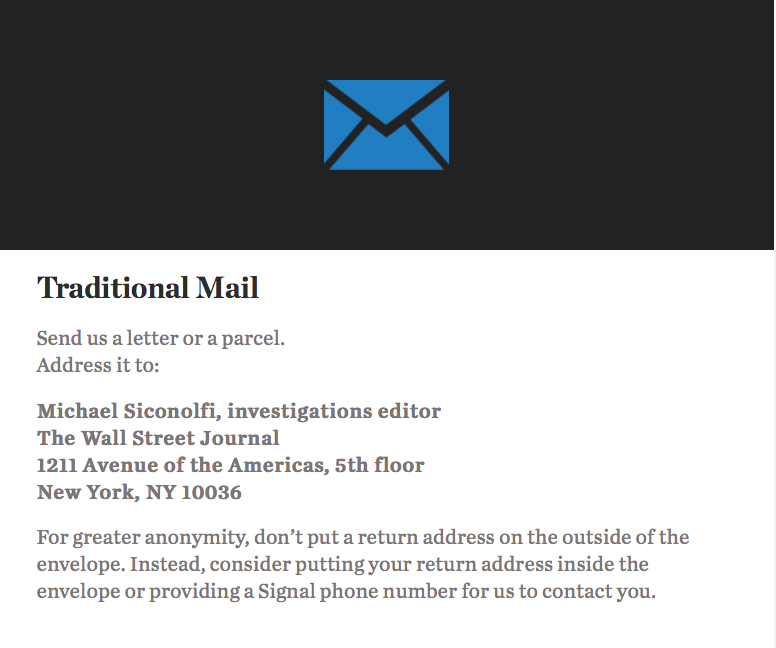 Traditional Mail
Send us a letter or a parcel.
Address it to:
Michael Siconolfi, investigations editor
The Wall Street Journal
1211 Avenue of the Americas, 5th floor
New York, NY 10036
For greater anonymity, don’t put a return address on the outside of the
envelope. Instead, consider putting your return address inside the
envelope or providing a Signal phone number for us to contact you.